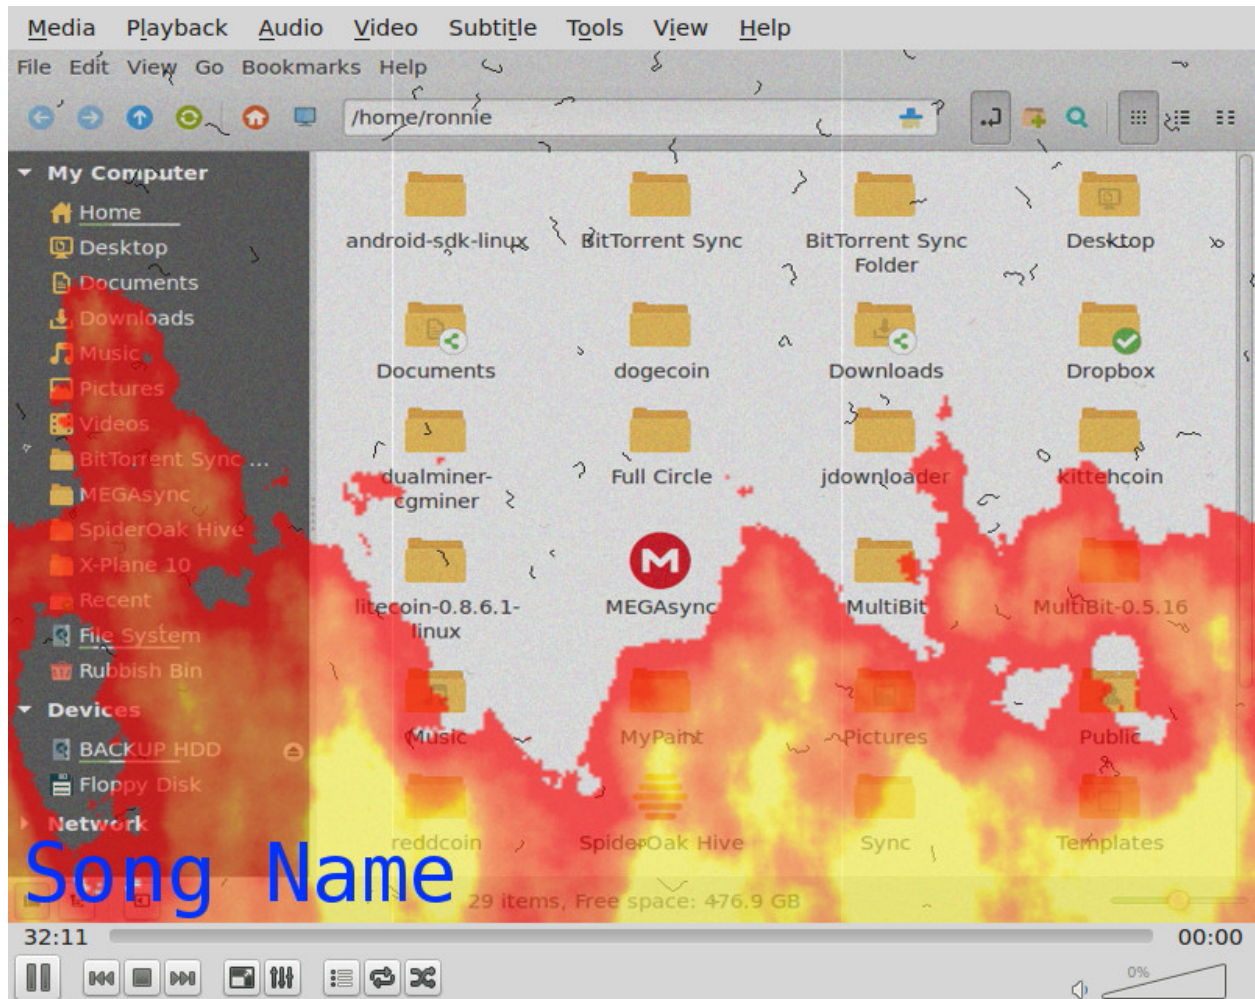 Media Playback Audio Video Subtitle Tools View Help
File Edit View Go Bookmarks Help
/home/ronnie
My Computer
Home
Desktop
Documents
Downloads
Music
Pictures
Videos
BitTorrent Sync ...
MEGAsync
SpiderOak Hive
X-Plane 10
Recent
File System
Rubbish Bin
Devices
BACKUP HDD
Floppy Disk
Network
android-sdk-linux BitTorrent Sync BitTorrent Sync Desktop
Folder
Documents dogecoin Downloads Dropbox
dualminer- Full Circle jdownloader kittehcoin
cgminer
M
litecoin-0.8.6.1- MEGAsync MultiBit MultiBit-0.5.16
linux
Music MyPaint Pictures Public
reddcoin SpiderOak Hive Sync Templates
Song Name
29 items, Free space: 476.9 GB
32:11 00:00
0%